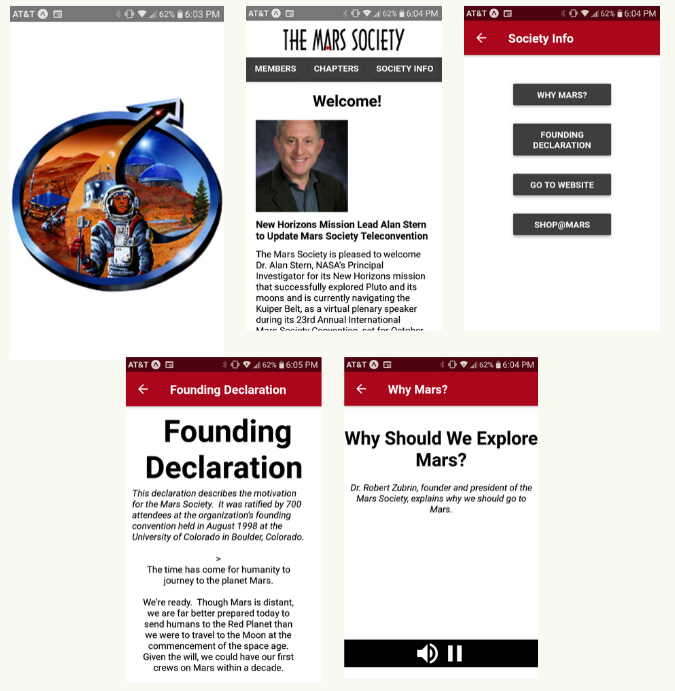 AT&T 62% 6:03 PM
AT&T 62% 6:04 PM
THE MARS SOCIETY
MEMBERS CHAPTERS SOCIETY INFO
Welcome!
New Horizons Mission Lead Alan Stern
to Update Mars Society Teleconvention
The Mars Society is pleased to welcome
Dr. Alan Stern, NASA's Principal
Investigator for its New Horizons mission
that successfully explored Pluto and its
moons and is currently navigating the
Kuiper Belt, as a virtual plenary speaker
during its 23rd Annual International
Mars Society Convention, set for October
AT&T 62% 6:04 PM
Society Info
WHY MARS?
FOUNDING
DECLARATION
GO TO WEBSITE
SHOP@MARS
AT&T 62% 6:05 PM
Founding Declaration
Founding
Declaration
This declaration describes the motivation
for the Mars Society. It was ratified by 700
attendees at the organization's founding
convention held in August 1998 at the
University of Colorado in Boulder, Colorado.
>
The time has come for humanity to
journey to the planet Mars.
We're ready. Though Mars is distant,
we are far better prepared today to
send humans to the Red Planet than
we were to travel to the Moon at the
commencement of the space age.
Given the will, we could have our first
crews on Mars within a decade.
AT&T 62% 6:04 PM
Why Mars?
Why Should We Explore
Mars?
Dr. Robert Zubrin, founder and president of the
Mars Society, explains why we should go to
Mars.